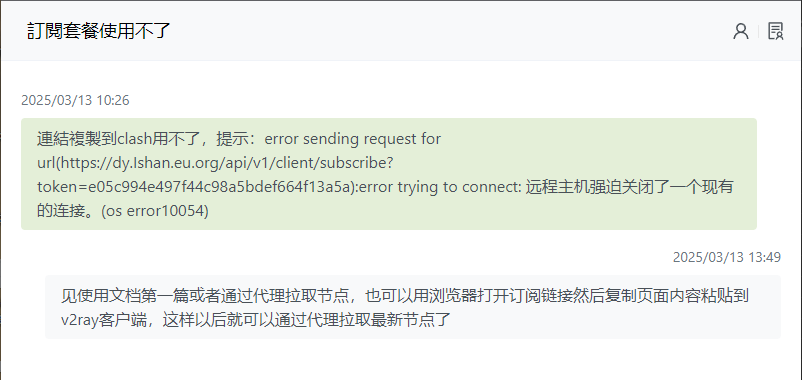 訂閱套餐使用不了
2025/03/13 10:26
連結複製到clash用不了，提示：error sending request for
url(https://dy.Ishan.eu.org/api/v1/client/subscribe?
token=e05c994e497f44c98a5bdef664f13a5a):error trying to connect: 远程主机强迫关闭了一个现有
的连接。(os error10054)
2025/03/13 13:49
见使用文档第一篇或者通过代理拉取节点，也可以用浏览器打开订阅链接然后复制页面内容粘贴到
v2ray客户端，这样以后就可以通过代理拉取最新节点了